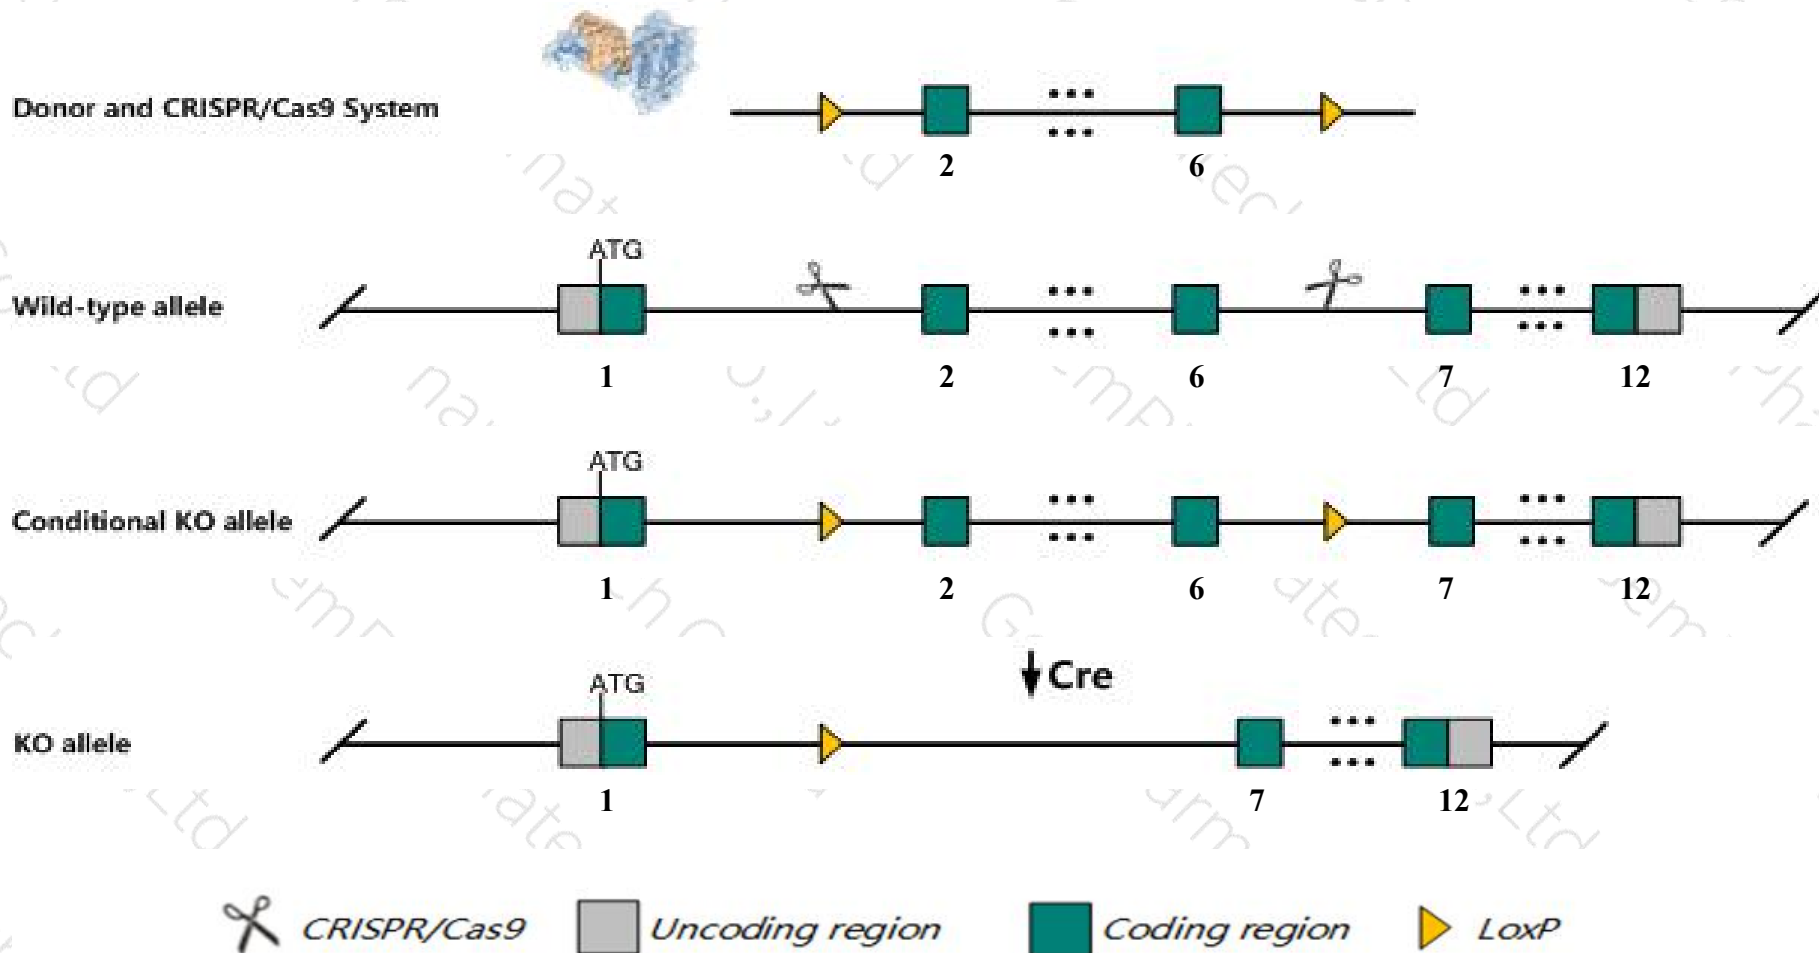 Donor and CRISPR/Cas9 System
2 6
ATG
Wild-type allele
1 2 6 7 12
ATG
Conditional KO allele
1 2 6 7 12
Cre
ATG
KO allele
1 7 12
CRISPR/Cas9 Uncoding region Coding region LoxP